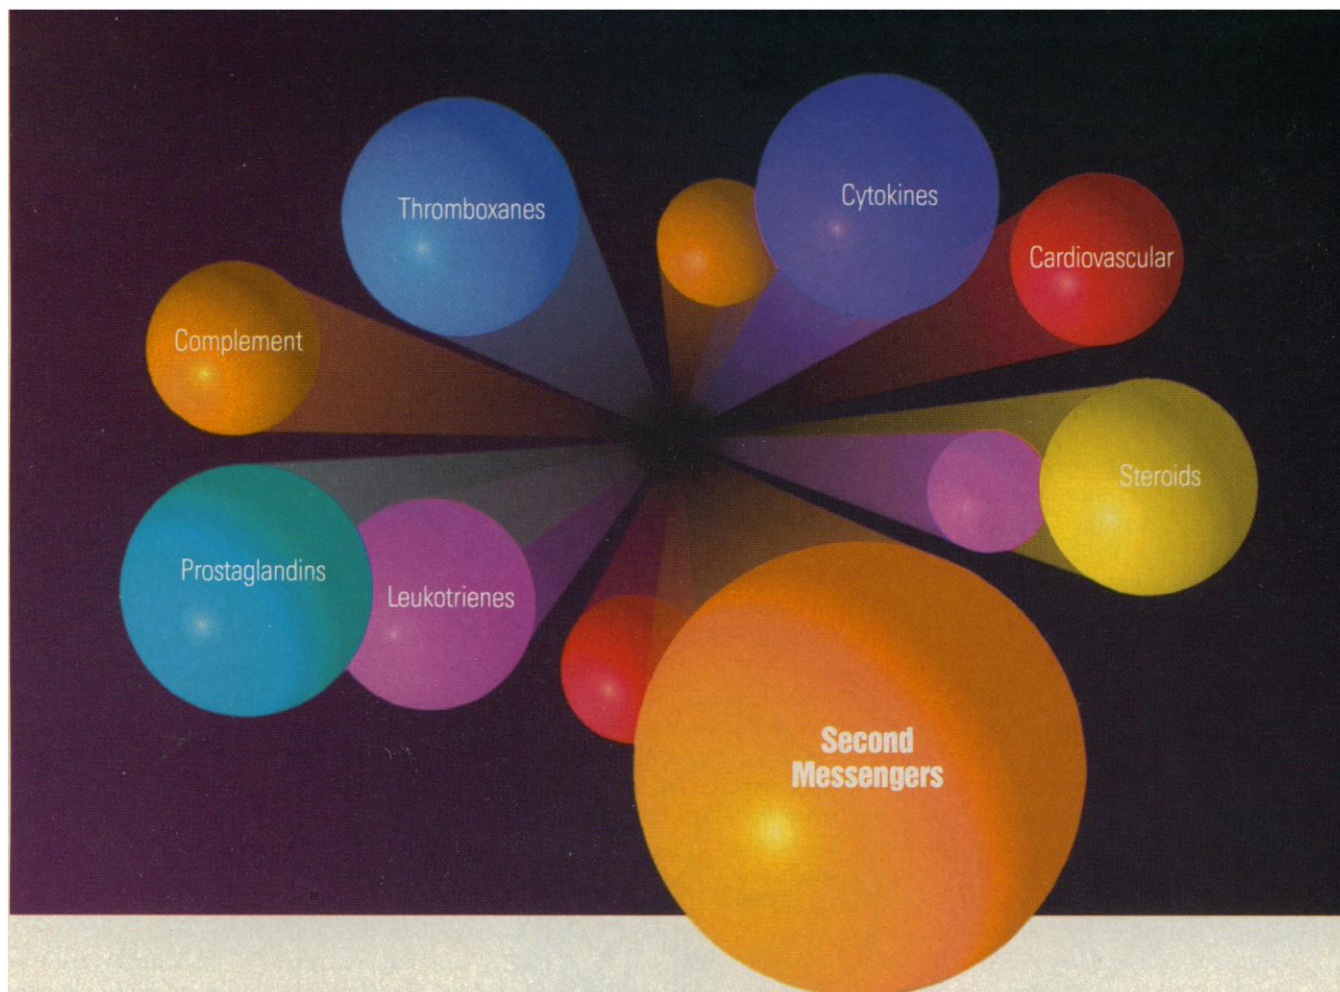 Thromboxanes
Cytokines
Cardiovascular
Complement
Steroids
Prostaglandins
Leukotrienes
Second
Messengers